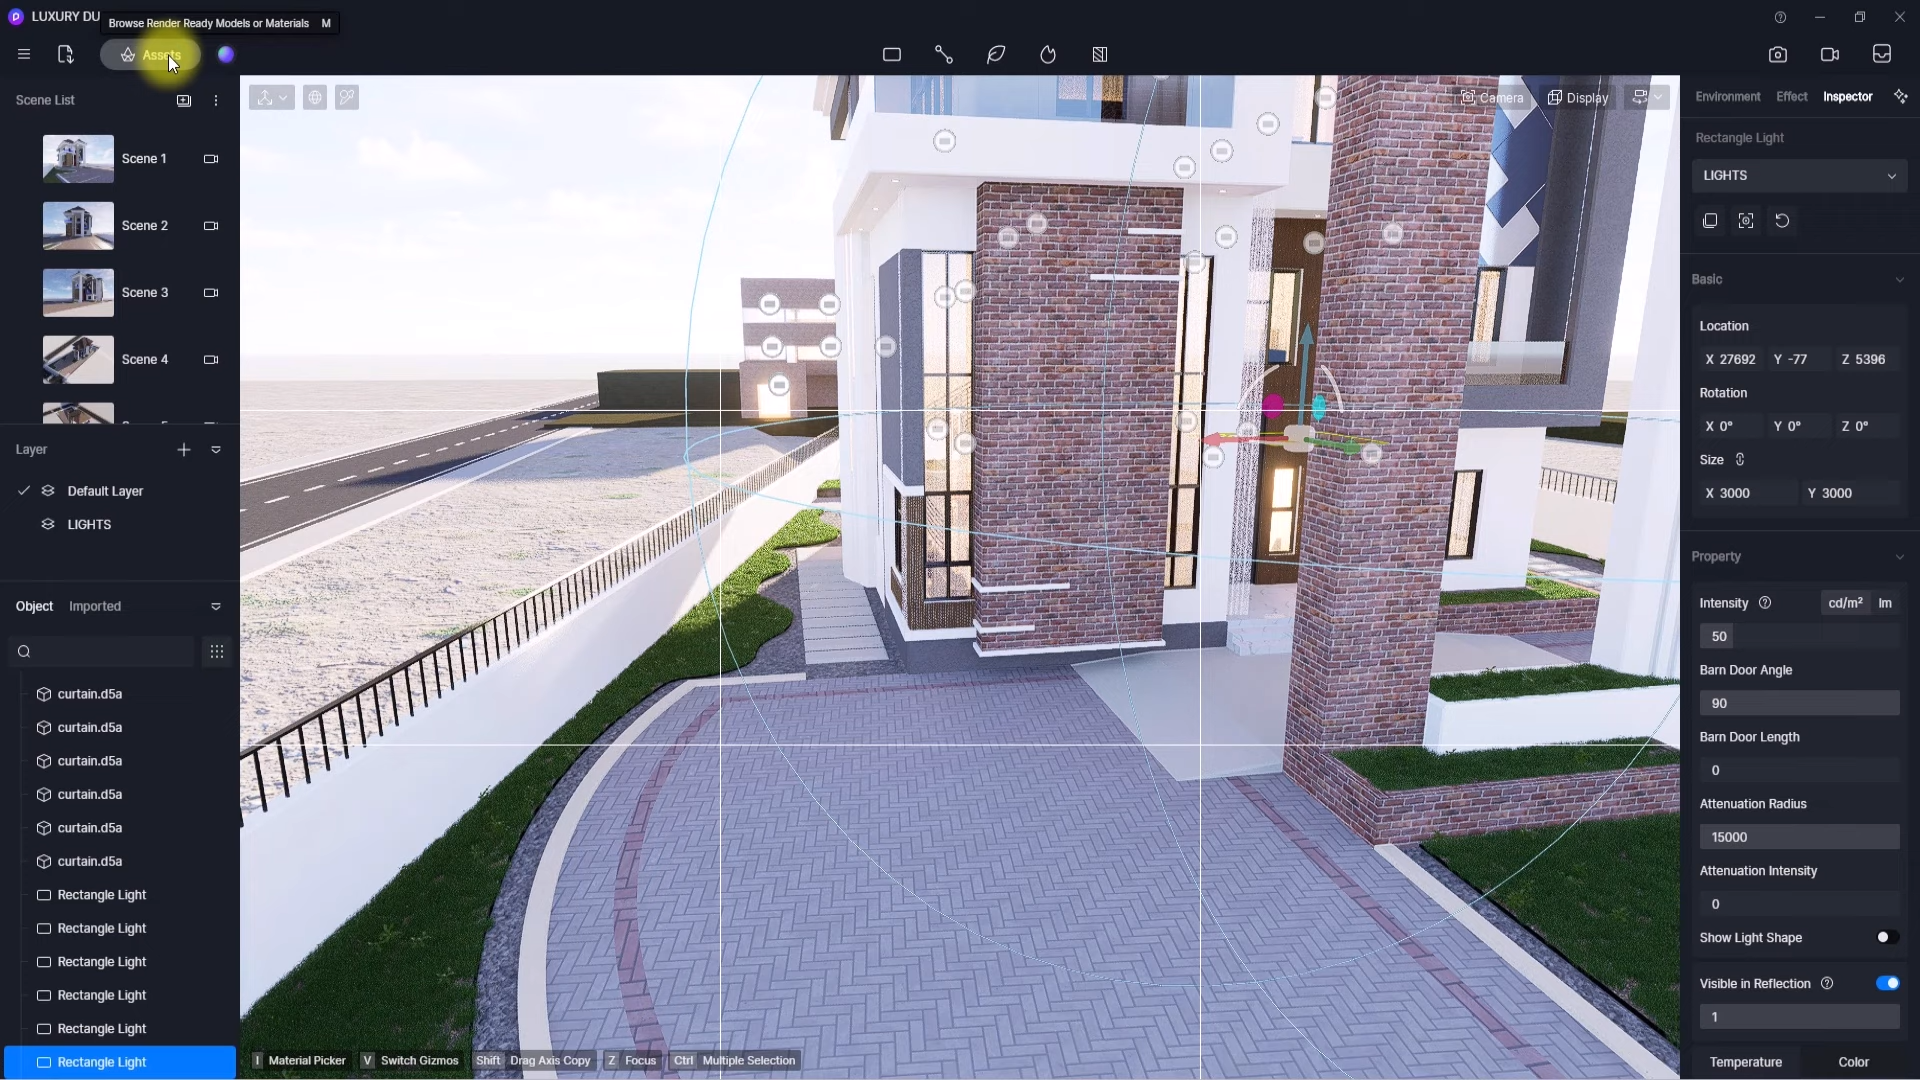 LUXURY DU
Browse Render Ready Models or Materials M
Assets
Scene List
Scene 1
Scene 2
Scene 3
Scene 4
Layer
Default Layer
LIGHTS
Object Imported
curtain.d5a
curtain.d5a
curtain.d5a
curtain.d5a
curtain.d5a
curtain.d5a
Rectangle Light
Rectangle Light
Rectangle Light
Rectangle Light
Rectangle Light
Rectangle Light
Camera Display
I Material Picker V Switch Gizmos Shift Drag Axis Copy Z Focus Ctrl Multiple Selection
Environment Effect Inspector
Rectangle Light
LIGHTS
Basic
Location
X 27692 Y -77 Z 5396
Rotation
X 0° Y 0° Z 0°
Size
X 3000 Y 3000
Property
Intensity cd/m² lm
50
Barn Door Angle
90
Barn Door Length
0
Attenuation Radius
15000
Attenuation Intensity
0
Show Light Shape
Visible in Reflection
1
Temperature Color